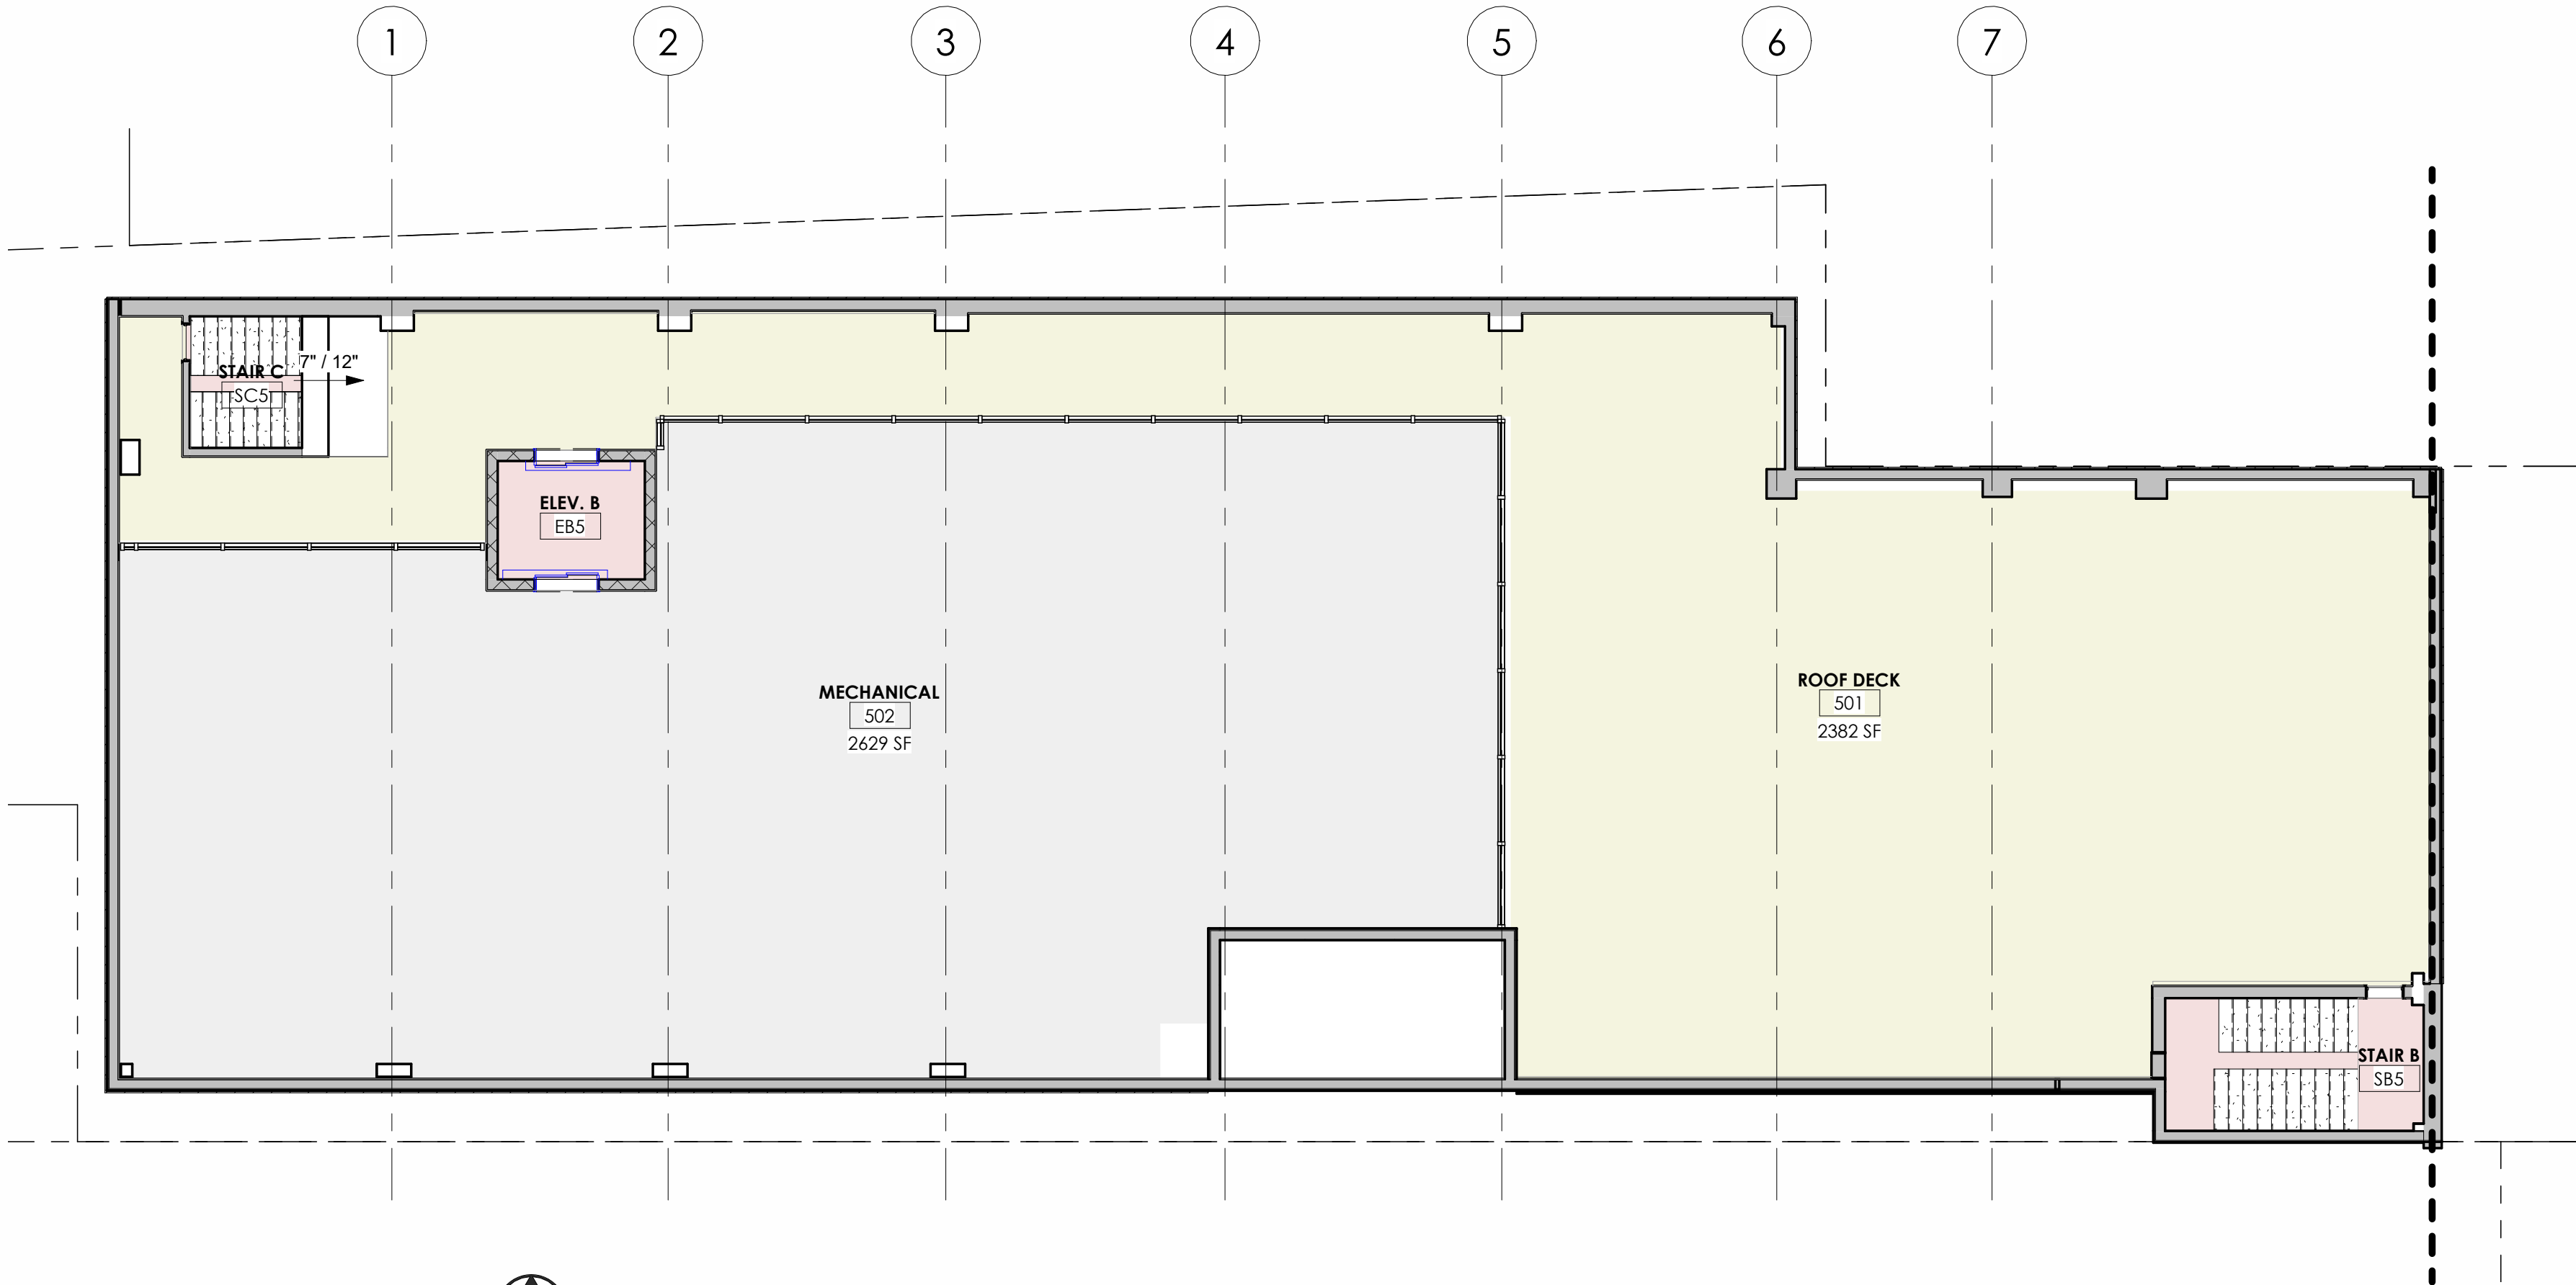 1 2 3 4 5 6 7
7" / 12"
STAIR C
SC5
ELEV. B
EB5
MECHANICAL
502
2629 SF
ROOF DECK
501
2382 SF
STAIR B
SB5